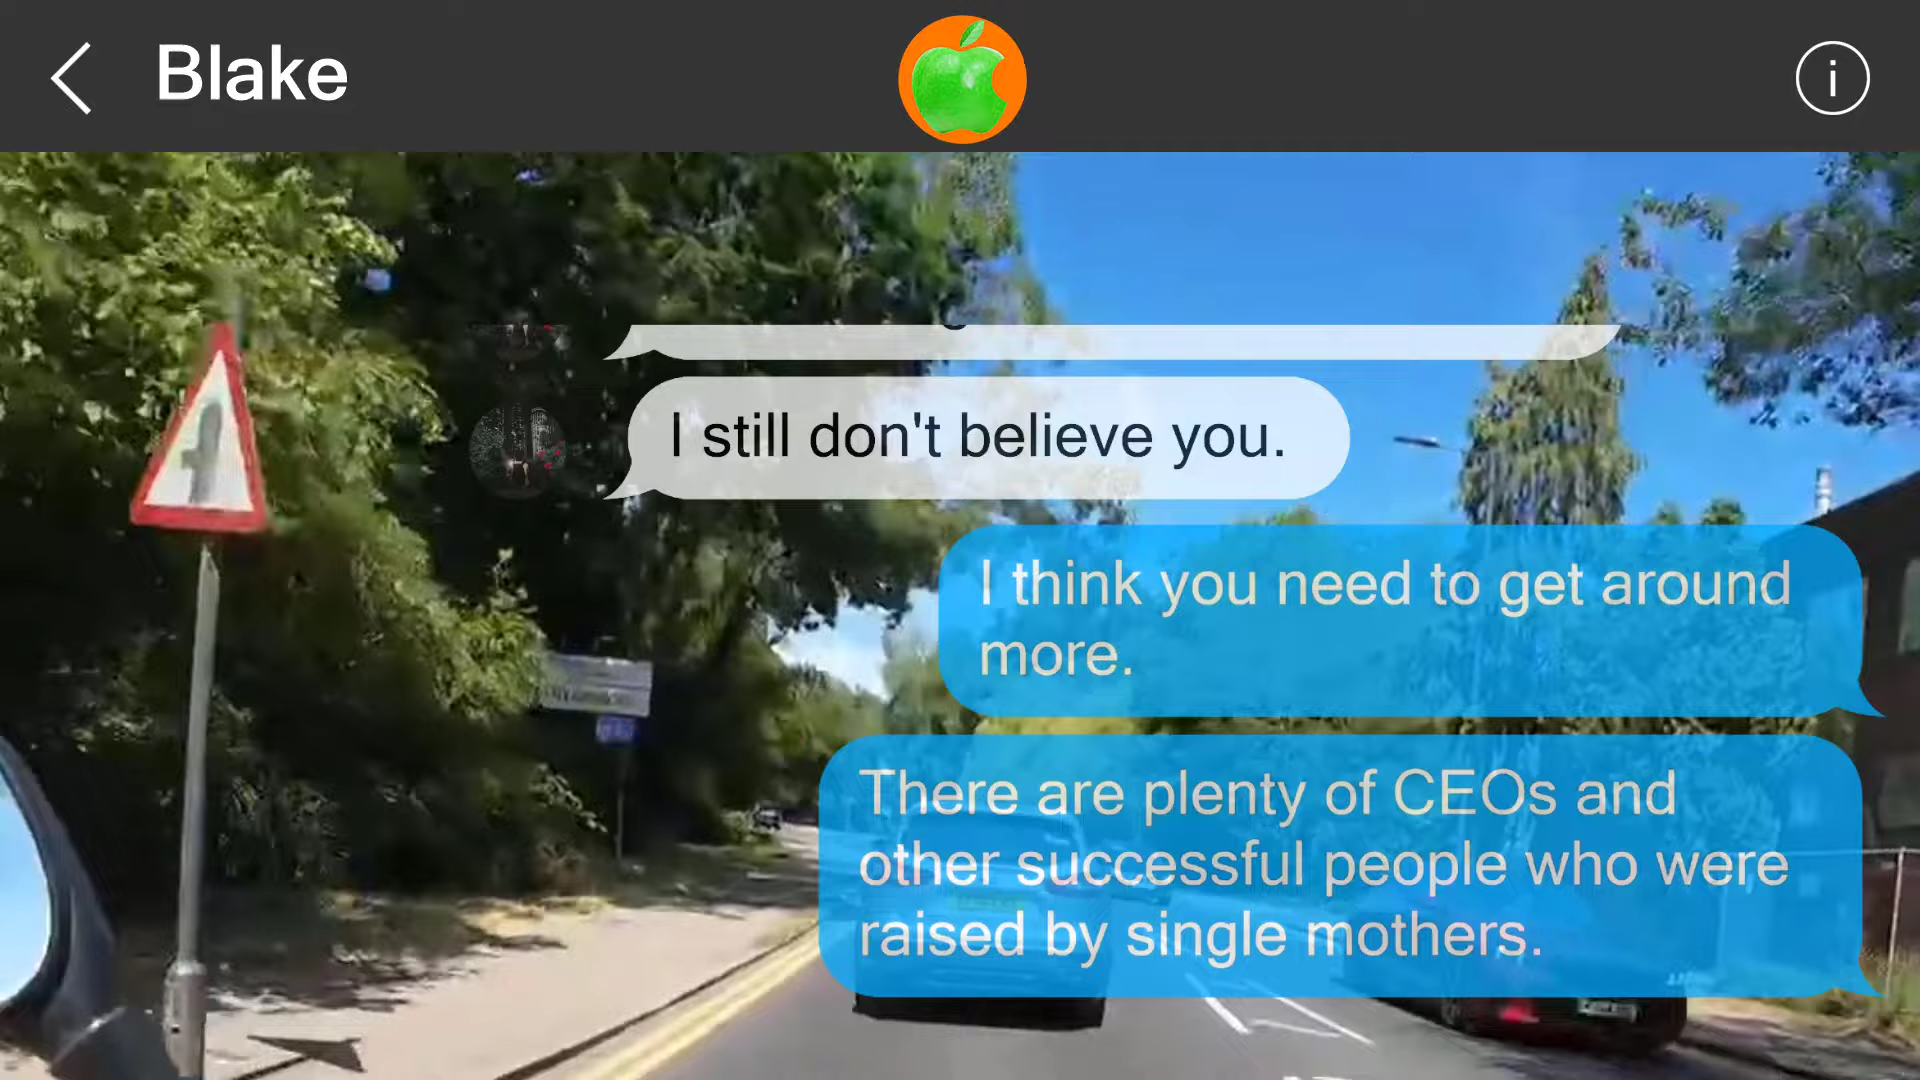 Blake
I still don't believe you.
I think you need to get around
more.
There are plenty of CEOs and
other successful people who were
raised by single mothers.